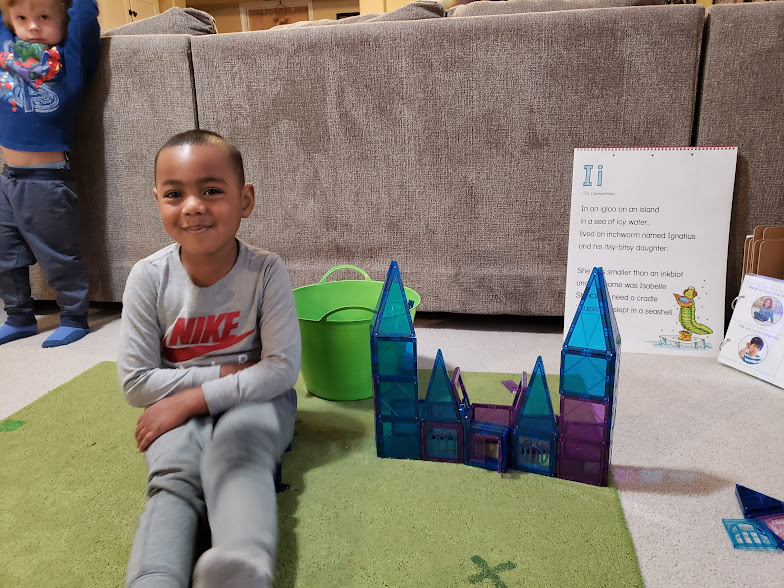 NIKE
Ii
In an igloo on an island
in a sea of icy water,
lived an inchworm named Ignatius
and his itsy-bitsy daughter.
She smaller than an inkblot
and name was Isabelle.
need a cradle
slept in a seashell.